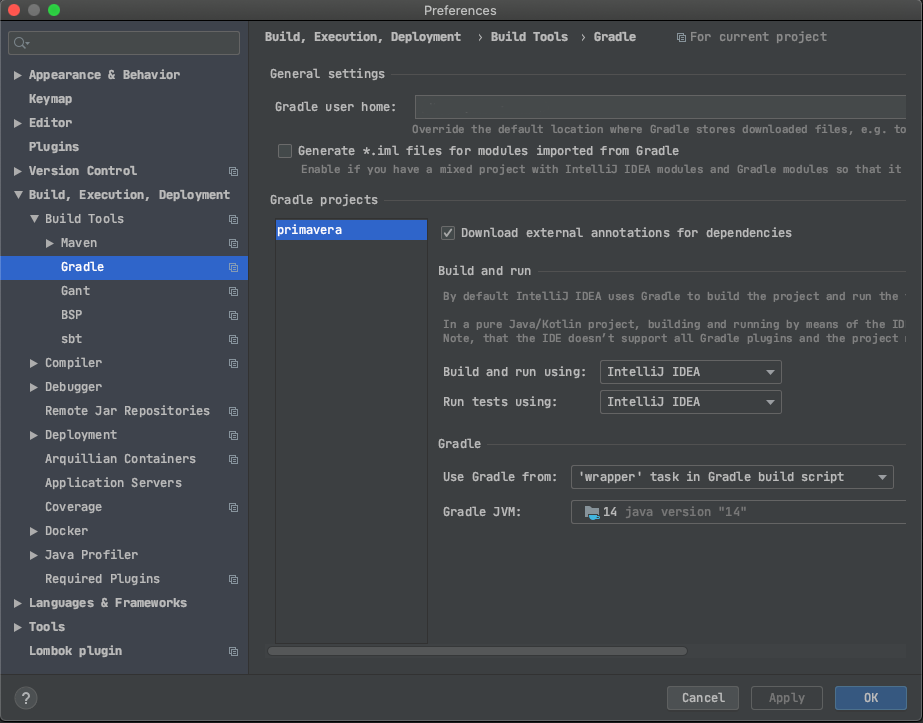 Preferences
Appearance & Behavior
Keymap
Editor
Plugins
Version Control
Build, Execution, Deployment
Build Tools
Maven
Gradle
Gant
BSP
sbt
Compiler
Debugger
Remote Jar Repositories
Deployment
Arquillian Containers
Application Servers
Coverage
Docker
Java Profiler
Required Plugins
Languages & Frameworks
Tools
Lombok plugin
Build, Execution, Deployment › Build Tools › Gradle For current project
General settings
Gradle user home:
Override the default location where Gradle stores downloaded files, e.g. to
Generate *.iml files for modules imported from Gradle
Enable if you have a mixed project with IntelliJ IDEA modules and Gradle modules so that it
Gradle projects
primavera
Download external annotations for dependencies
Build and run
By default IntelliJ IDEA uses Gradle to build the project and run the
In a pure Java/Kotlin project, building and running by means of the IDE
Note, that the IDE doesn't support all Gradle plugins and the project
Build and run using: IntelliJ IDEA
Run tests using: IntelliJ IDEA
Gradle
Use Gradle from: 'wrapper' task in Gradle build script
Gradle JVM: 14 java version "14"
? Cancel Apply OK